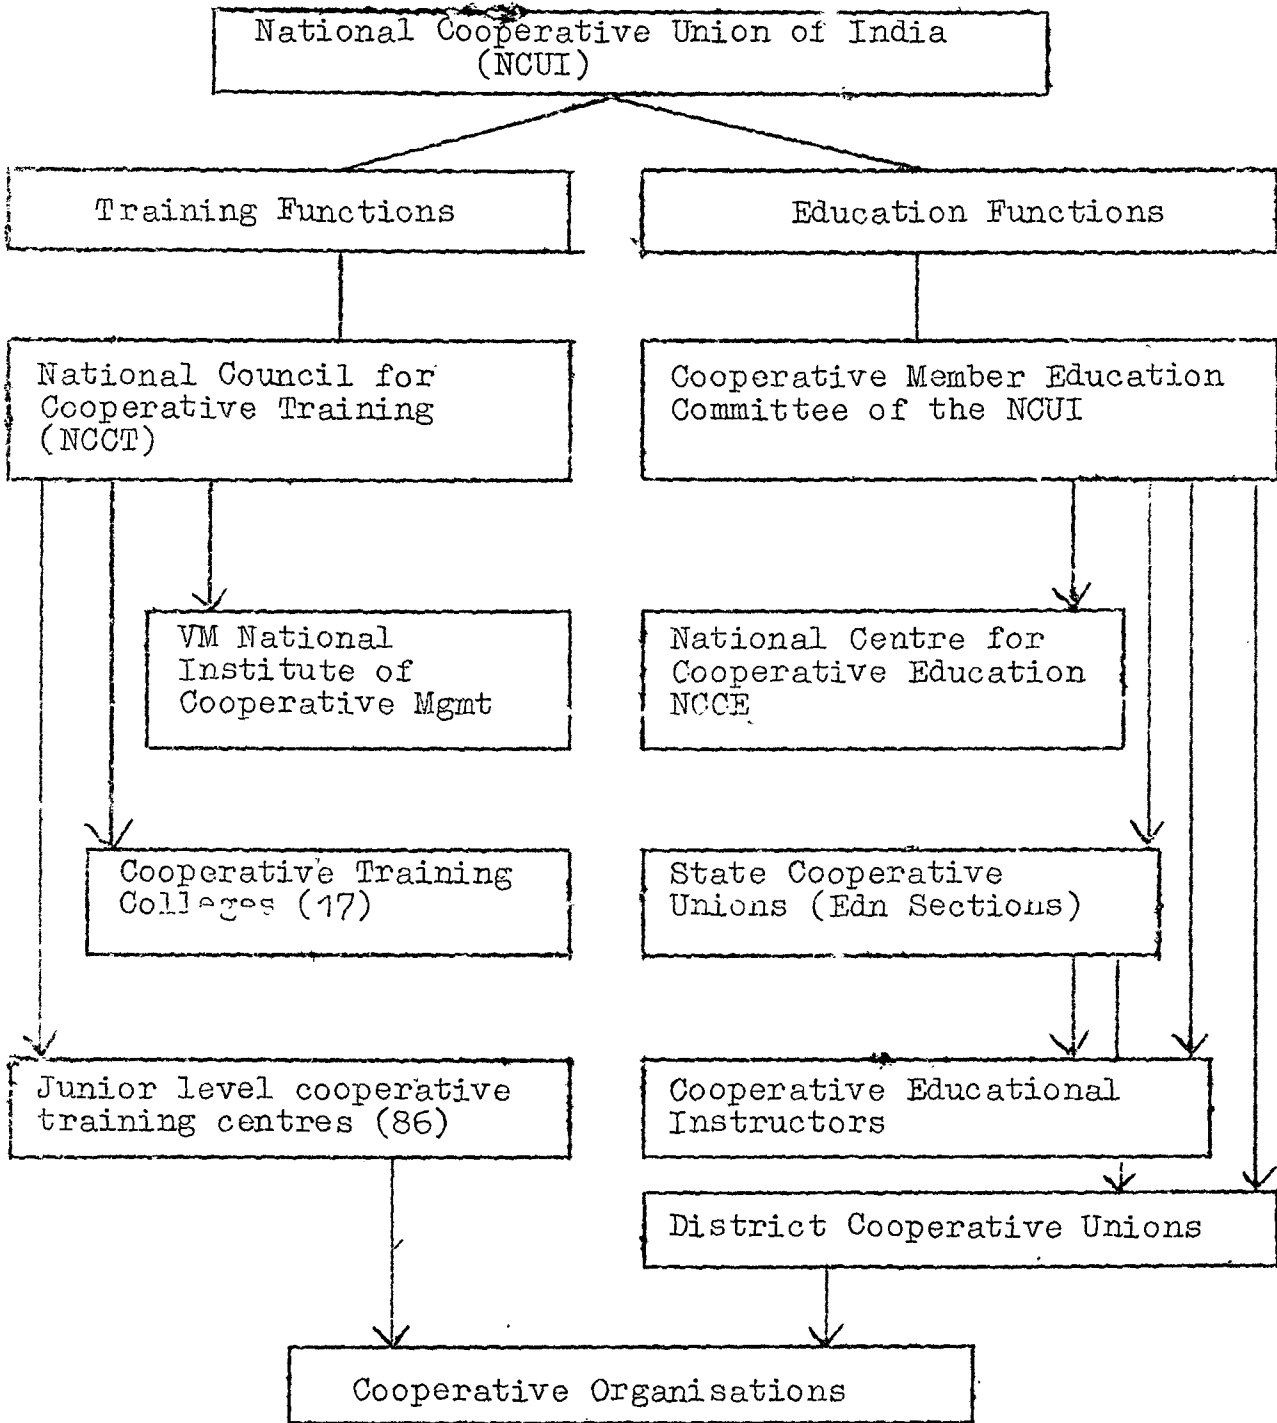 National Cooperative Union of India
(NCUI)
Training Functions
Education Functions
National Council for
Cooperative Training
(NCCT)
Cooperative Member Education
Committee of the NCUI
VM National
Institute of
Cooperative Mgmt
National Centre for
Cooperative Education
NCCE
Cooperative Training
Colleges (17)
State Cooperative
Unions (Edn Sections)
Junior level cooperative
training centres (86)
Cooperative Educational
Instructors
District Cooperative Unions
Cooperative Organisations